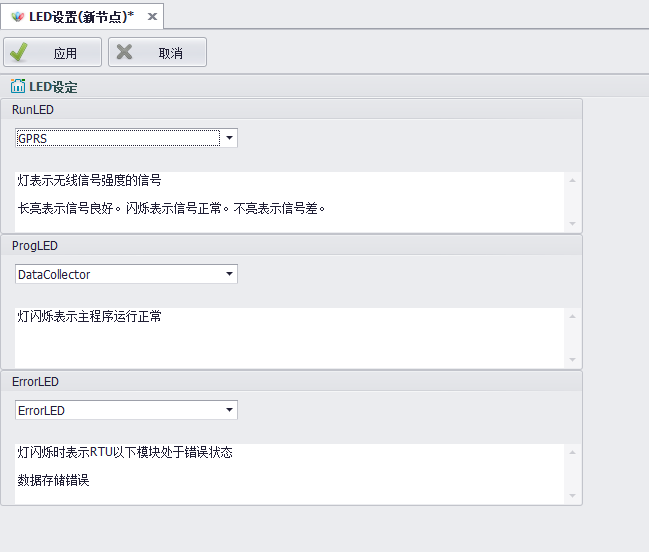 LED设置(新节点)*
应用
取消
LED设定
RunLED
GPRS
灯表示无线信号强度的信号
长亮表示信号良好。闪烁表示信号正常。不亮表示信号差。
ProgLED
DataCollector
灯闪烁表示主程序运行正常
ErrorLED
ErrorLED
灯闪烁时表示RTU以下模块处于错误状态
数据存储错误